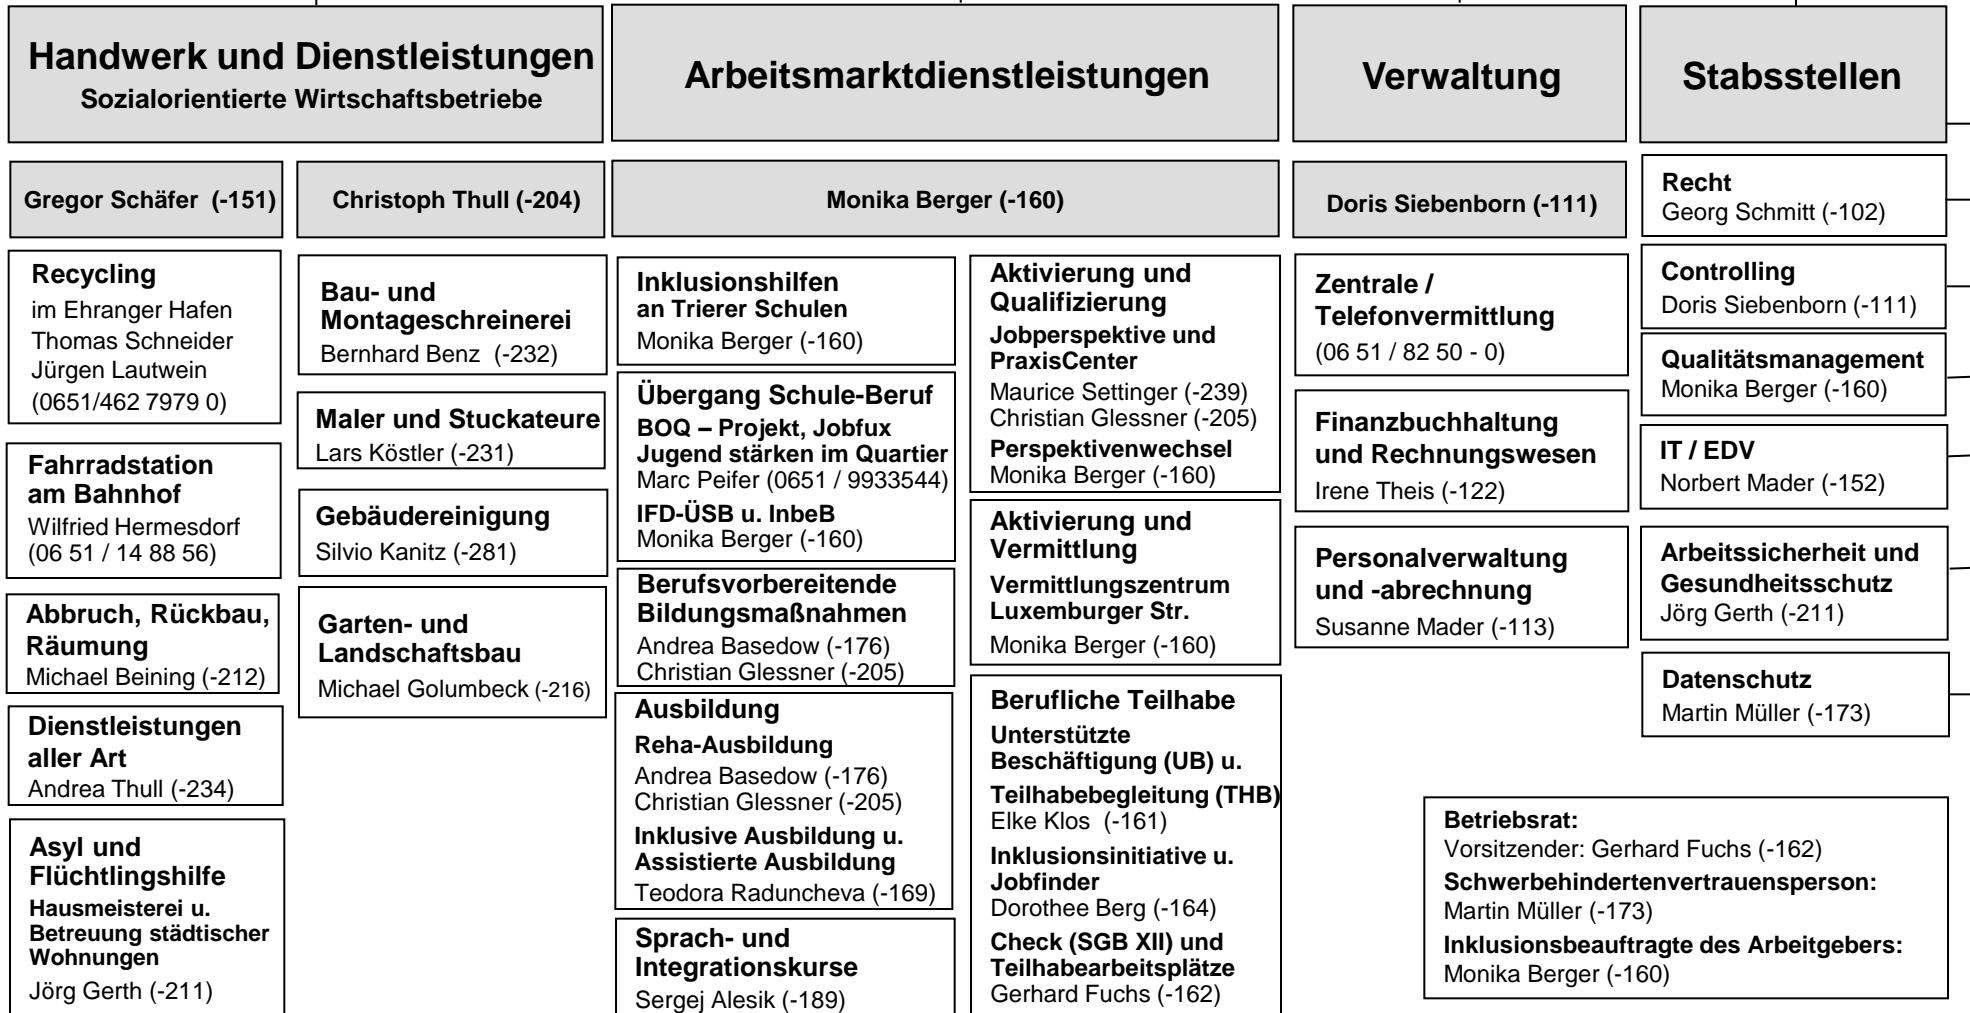 Handwerk und Dienstleistungen
Sozialorientierte Wirtschaftsbetriebe
Arbeitsmarktdienstleistungen
Verwaltung
Stabsstellen
Gregor Schäfer (-151)
Christoph Thull (-204)
Monika Berger (-160)
Doris Siebenborn (-111)
Recycling
im Ehranger Hafen
Thomas Schneider
Jürgen Lautwein
(0651/462 7979 0)
Fahrradstation
am Bahnhof
Wilfried Hermesdorf
(06 51 / 14 88 56)
Abbruch, Rückbau,
Räumung
Michael Beining (-212)
Dienstleistungen
aller Art
Andrea Thull (-234)
Asyl und
Flüchtlingshilfe
Hausmeisterei u.
Betreuung städtischer
Wohnungen
Jörg Gerth (-211)
Bau- und
Montageschreinerei
Bernhard Benz (-232)
Maler und Stuckateure
Lars Köstler (-231)
Gebäudereinigung
Silvio Kanitz (-281)
Garten- und
Landschaftsbau
Michael Golumbeck (-216)
Inklusionshilfen
an Trierer Schulen
Monika Berger (-160)
Übergang Schule-Beruf
BOQ – Projekt, Jobfux
Jugend stärken im Quartier
Marc Peifer (0651 / 9933544)
IFD-ÜSB u. InbeB
Monika Berger (-160)
Berufsvorbereitende
Bildungsmaßnahmen
Andrea Basedow (-176)
Christian Glessner (-205)
Ausbildung
Reha-Ausbildung
Andrea Basedow (-176)
Christian Glessner (-205)
Inklusive Ausbildung u.
Assistierte Ausbildung
Teodora Raduncheva (-169)
Sprach- und
Integrationskurse
Sergej Alesik (-189)
Aktivierung und
Qualifizierung
Jobperspektive und
PraxisCenter
Maurice Settinger (-239)
Christian Glessner (-205)
Perspektivenwechsel
Monika Berger (-160)
Aktivierung und
Vermittlung
Vermittlungszentrum
Luxemburger Str.
Monika Berger (-160)
Berufliche Teilhabe
Unterstützte
Beschäftigung (UB) u.
Teilhabebegleitung (THB)
Elke Klos (-161)
Inklusionsinitiative u.
Jobfinder
Dorothee Berg (-164)
Check (SGB XII) und
Teilhabearbeitsplätze
Gerhard Fuchs (-162)
Zentrale /
Telefonvermittlung
(06 51 / 82 50 - 0)
Finanzbuchhaltung
und Rechnungswesen
Irene Theis (-122)
Personalverwaltung
und -abrechnung
Susanne Mader (-113)
Recht
Georg Schmitt (-102)
Controlling
Doris Siebenborn (-111)
Qualitätsmanagement
Monika Berger (-160)
IT / EDV
Norbert Mader (-152)
Arbeitssicherheit und
Gesundheitsschutz
Jörg Gerth (-211)
Datenschutz
Martin Müller (-173)
Betriebsrat:
Vorsitzender: Gerhard Fuchs (-162)
Schwerbehindertenvertrauensperson:
Martin Müller (-173)
Inklusionsbeauftragte des Arbeitgebers:
Monika Berger (-160)